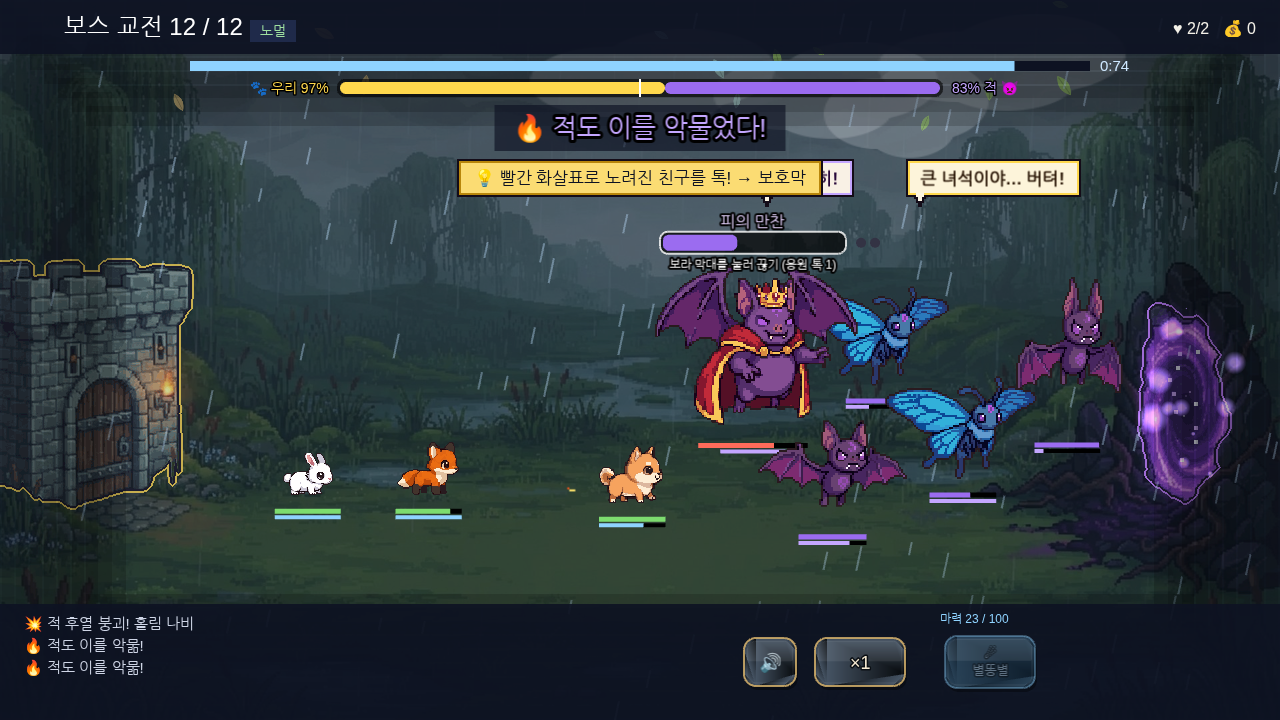 보스 교전 12 / 12
노멀
♥ 2/2
💰 0
0:74
🐾 우리 97%
83% 적 😈
🔥 적도 이를 악물었다!
💡 빨간 화살표로 노려진 친구를 톡! → 보호막
!
큰 녀석이야... 버텨!
피의 만찬
보라 막대를 눌러 끊기 (응원 톡 1)
💥 적 후열 붕괴! 홀림 나비
🔥 적도 이를 악묾!
🔥 적도 이를 악묾!
🔊
×1
마력 23 / 100
별똥별